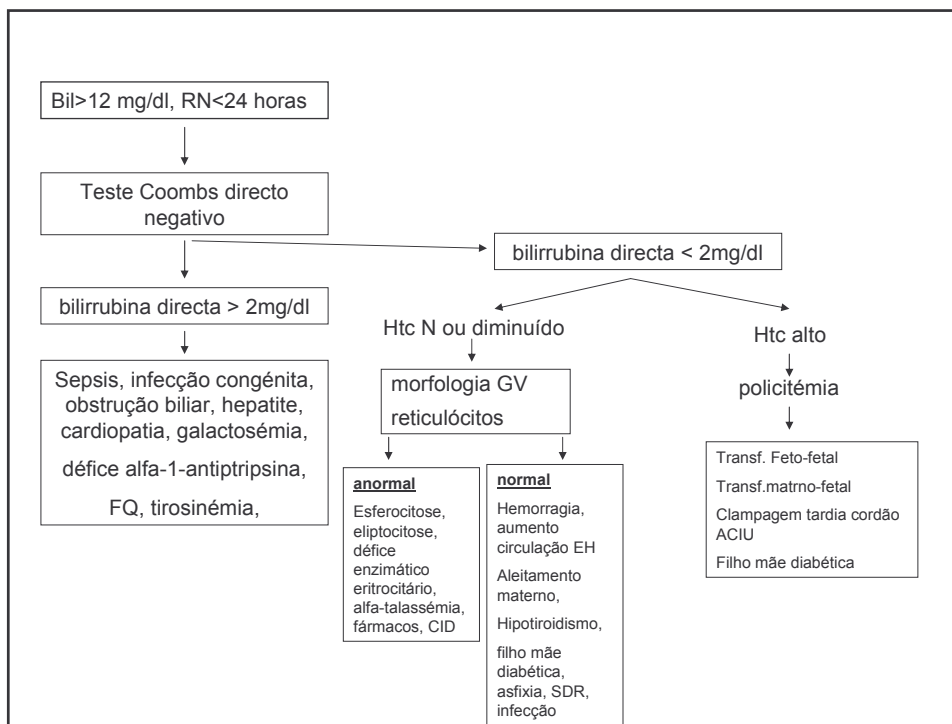 Bil>12 mg/dl, RN<24 horas
Teste Coombs directo
negativo
bilirrubina directa < 2mg/dl
bilirrubina directa > 2mg/dl
Sepsis, infecção congénita,
obstrução biliar, hepatite,
cardiopatia, galactosémia,
défice alfa-1-antiptripsina,
FQ, tirosinémia,
Htc N ou diminuído
morfologia GV
reticulócitos
anormal
Esferocitose,
eliptocitose,
défice
enzimático
eritrocitário,
alfa-talassémia,
fármacos, CID
normal
Hemorragia,
aumento
circulação EH
Aleitamento
materno,
Hipotiroidismo,
filho mãe
diabética,
asfixia, SDR,
infecção
Htc alto
policitémia
Transf. Feto-fetal
Transf.matrno-fetal
Clampagem tardia cordão
ACIU
Filho mãe diabética